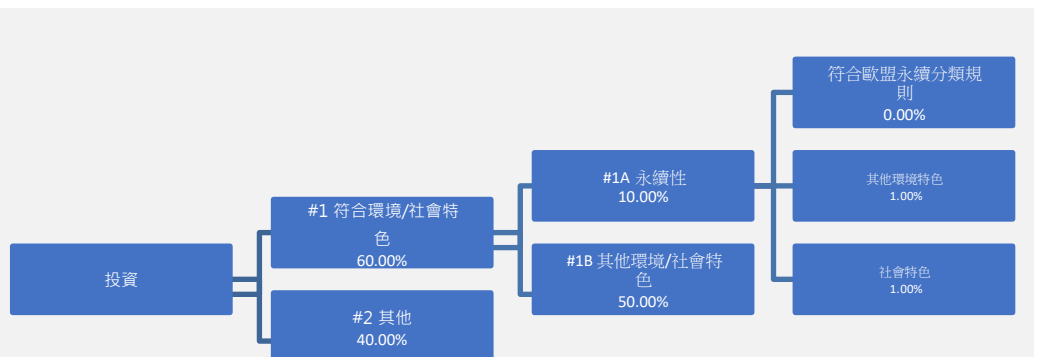 投資
#1 符合環境/社會特
色
60.00%
#2 其他
40.00%
#1A 永續性
10.00%
#1B 其他環境/社會特
色
50.00%
符合歐盟永續分類規
則
0.00%
其他環境特色
1.00%
社會特色
1.00%